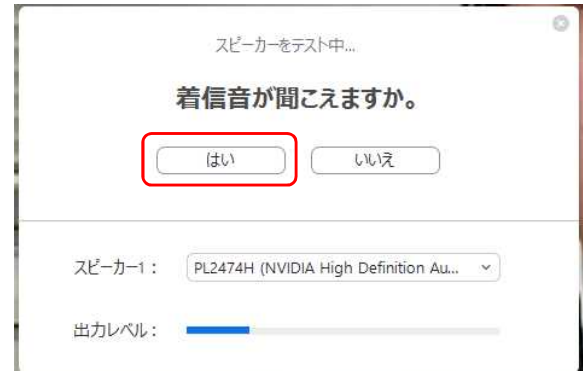 スピーカーをテスト中...
着信音が聞こえますか。
はい いいえ
スピーカー1： PL2474H (NVIDIA High Definition Au...
出力レベル：